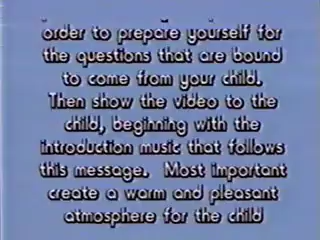 order to prepare yourself for
the questions that are bound
to come from your child.
Then show the video to the
child, beginning with the
introduction music that follows
this message. Most important
create a warm and pleasant
atmosphere for the child